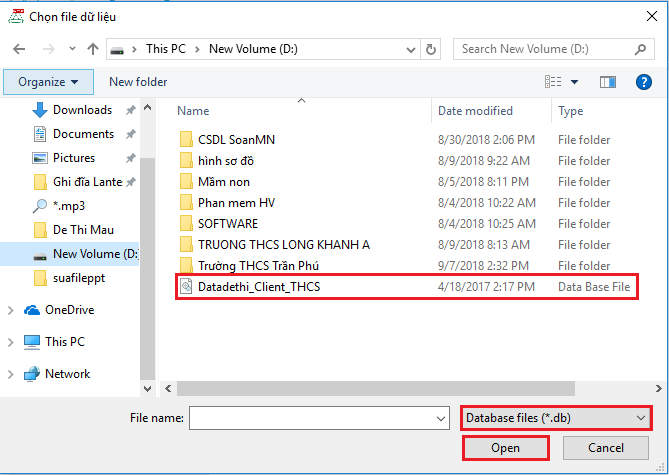 Chọn file dữ liệu
This PC > New Volume (D:)
Search New Volume (D:)
Organize
New folder
Name Date modified Type
Downloads
Documents
Pictures
Ghi đĩa Lante
*.mp3
De Thi Mau
New Volume (D:
suafileppt
OneDrive
This PC
Network
CSDL SoanMN 8/30/2018 2:06 PM File folder
hình sơ đồ 8/9/2018 9:22 AM File folder
Mầm non 8/5/2018 8:11 PM File folder
Phan mem HV 8/4/2018 10:22 AM File folder
SOFTWARE 8/4/2018 10:25 AM File folder
TRUONG THCS LONG KHANH A 8/9/2018 8:13 AM File folder
Trường THCS Trần Phú 9/7/2018 2:32 PM File folder
Datadethi_Client_THCS 4/18/2017 2:17 PM Data Base File
File name:
Database files (*.db)
Open Cancel